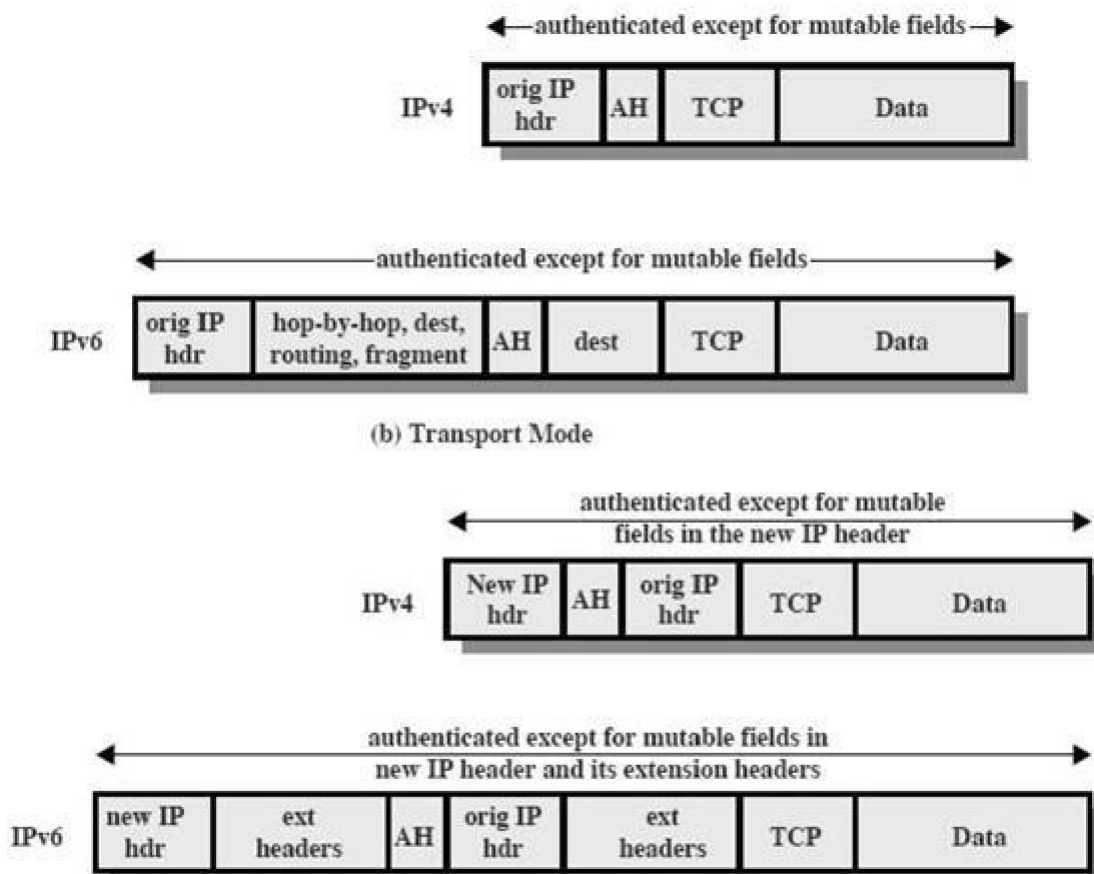 authenticated except for mutable fields
IPv4
orig IP
hdr
AH
TCP
Data
authenticated except for mutable fields
IPv6
orig IP
hdr
hop-by-hop, dest,
routing, fragment
AH
dest
TCP
Data
(b) Transport Mode
authenticated except for mutable
fields in the new IP header
IPv4
New IP
hdr
AH
orig IP
hdr
TCP
Data
authenticated except for mutable fields in
new IP header and its extension headers
IPv6
new IP
hdr
ext
headers
AH
orig IP
hdr
ext
headers
TCP
Data